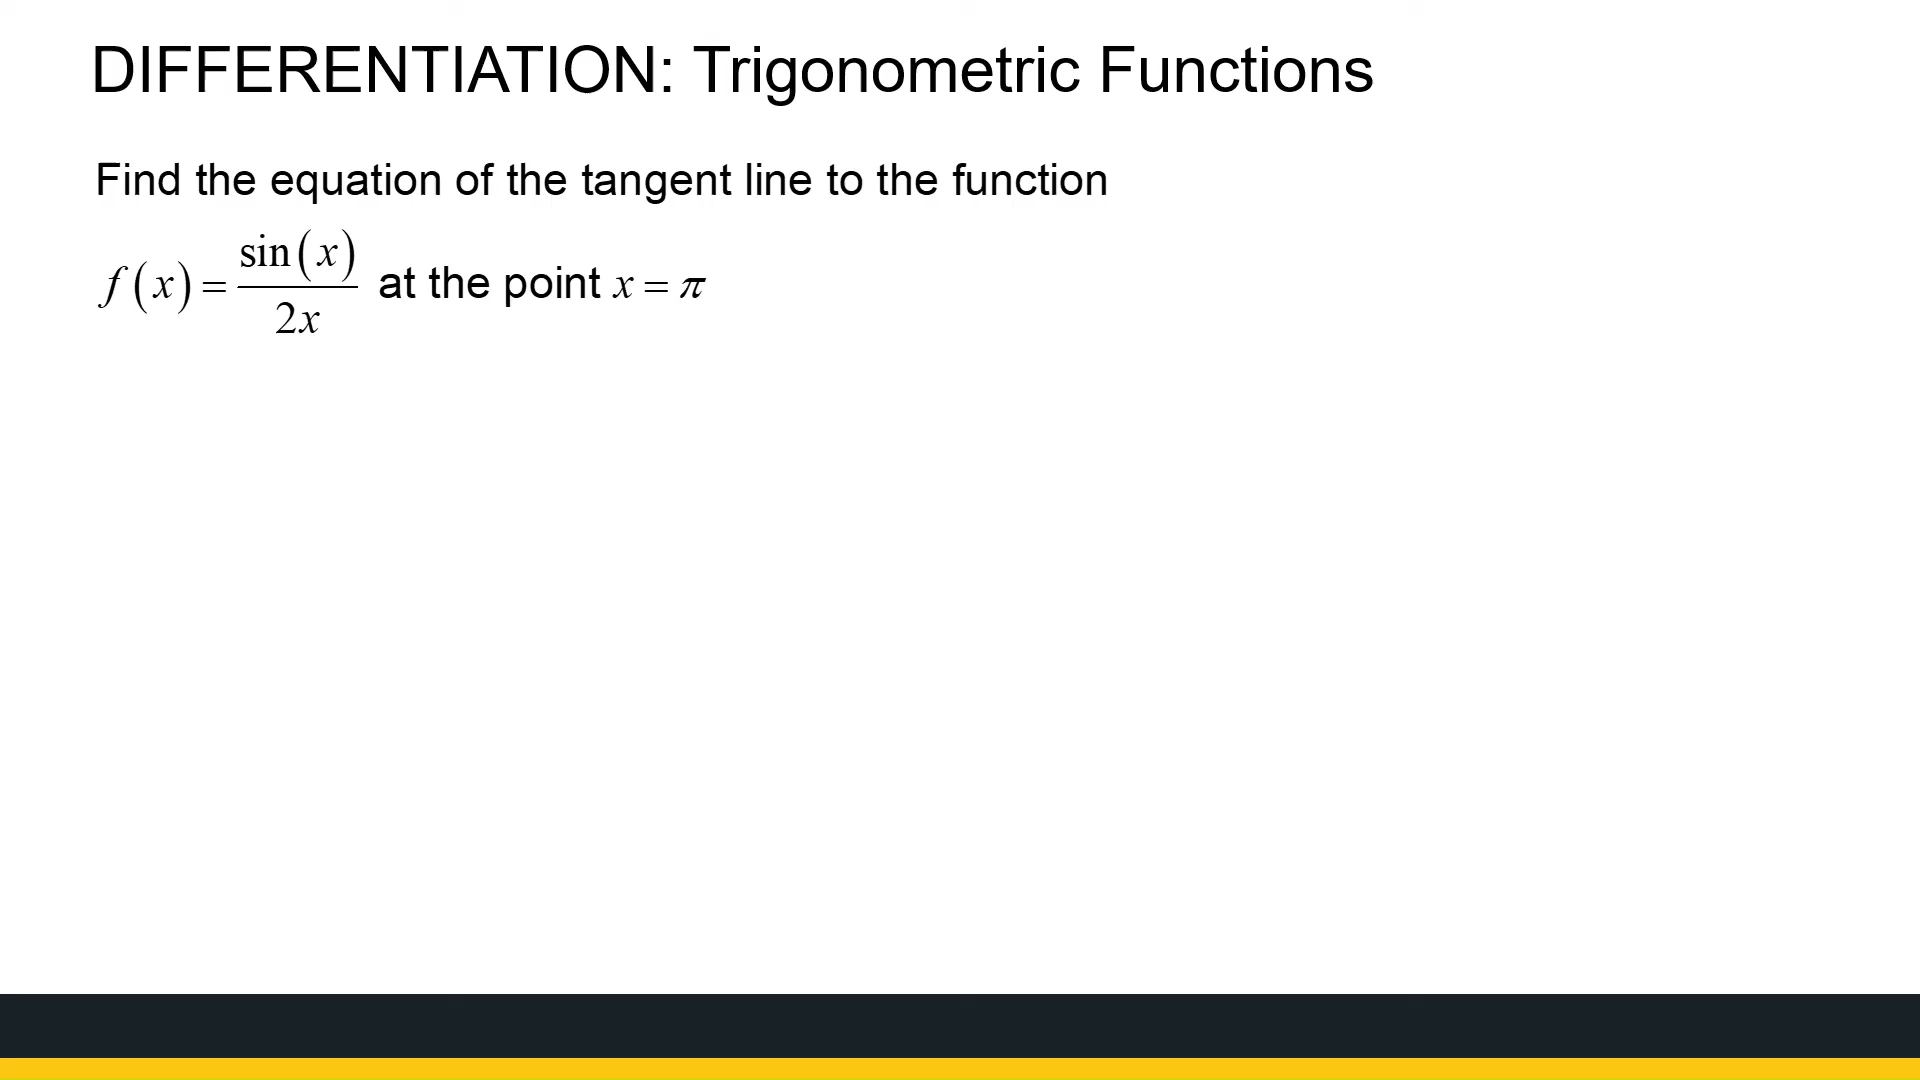 DIFFERENTIATION: Trigonometric Functions
Find the equation of the tangent line to the function
f(x) = sin(x)/2x at the point x = π